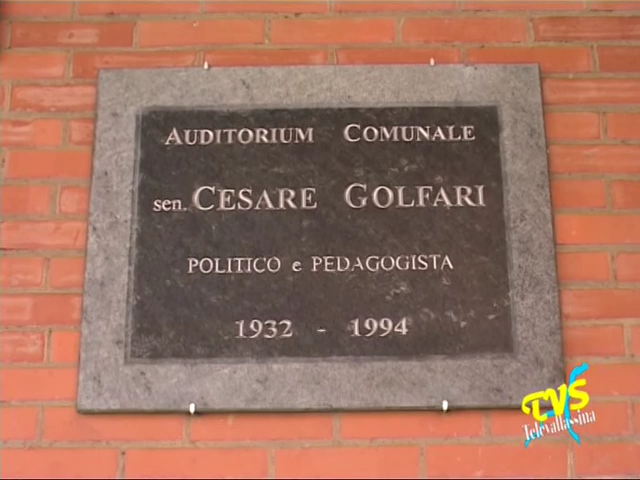 AUDITORIUM COMUNALE
sen. CESARE GOLFARI
POLITICO e PEDAGOGISTA
1932 - 1994
TVS
Televallassina